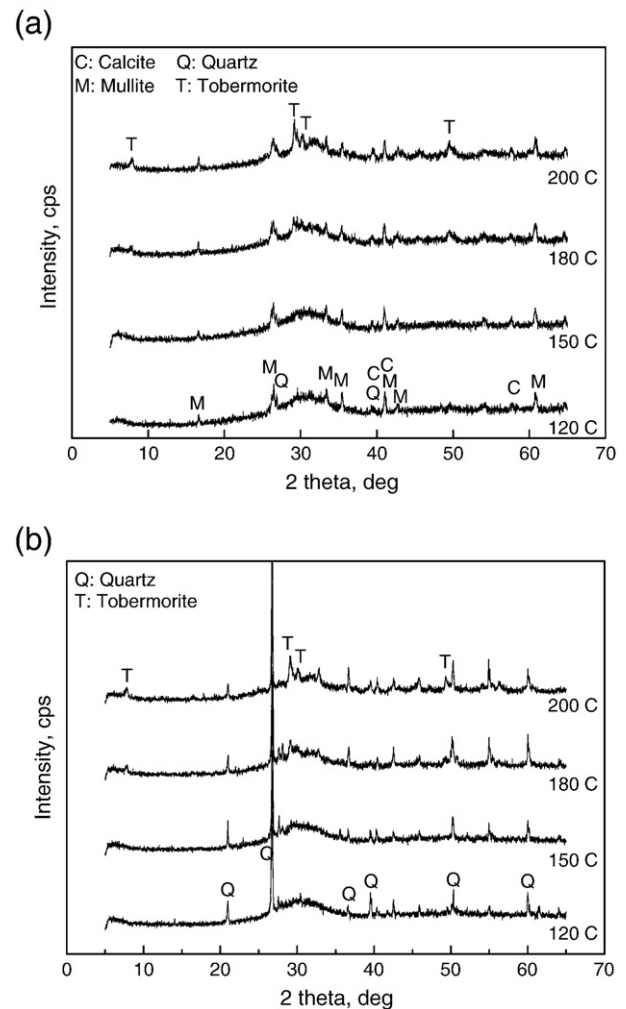 (a)
C: Calcite Q: Quartz
M: Mullite T: Tobermorite
T T T T
200 C
180 C
150 C
M M Q M M C Q C M M C M
120 C
Intensity, cps
0 10 20 30 40 50 60 70
2 theta, deg
(b)
Q: Quartz
T: Tobermorite
T T T T
200 C
180 C
150 C
Q Q Q Q Q Q
120 C
Intensity, cps
0 10 20 30 40 50 60 70
2 theta, deg